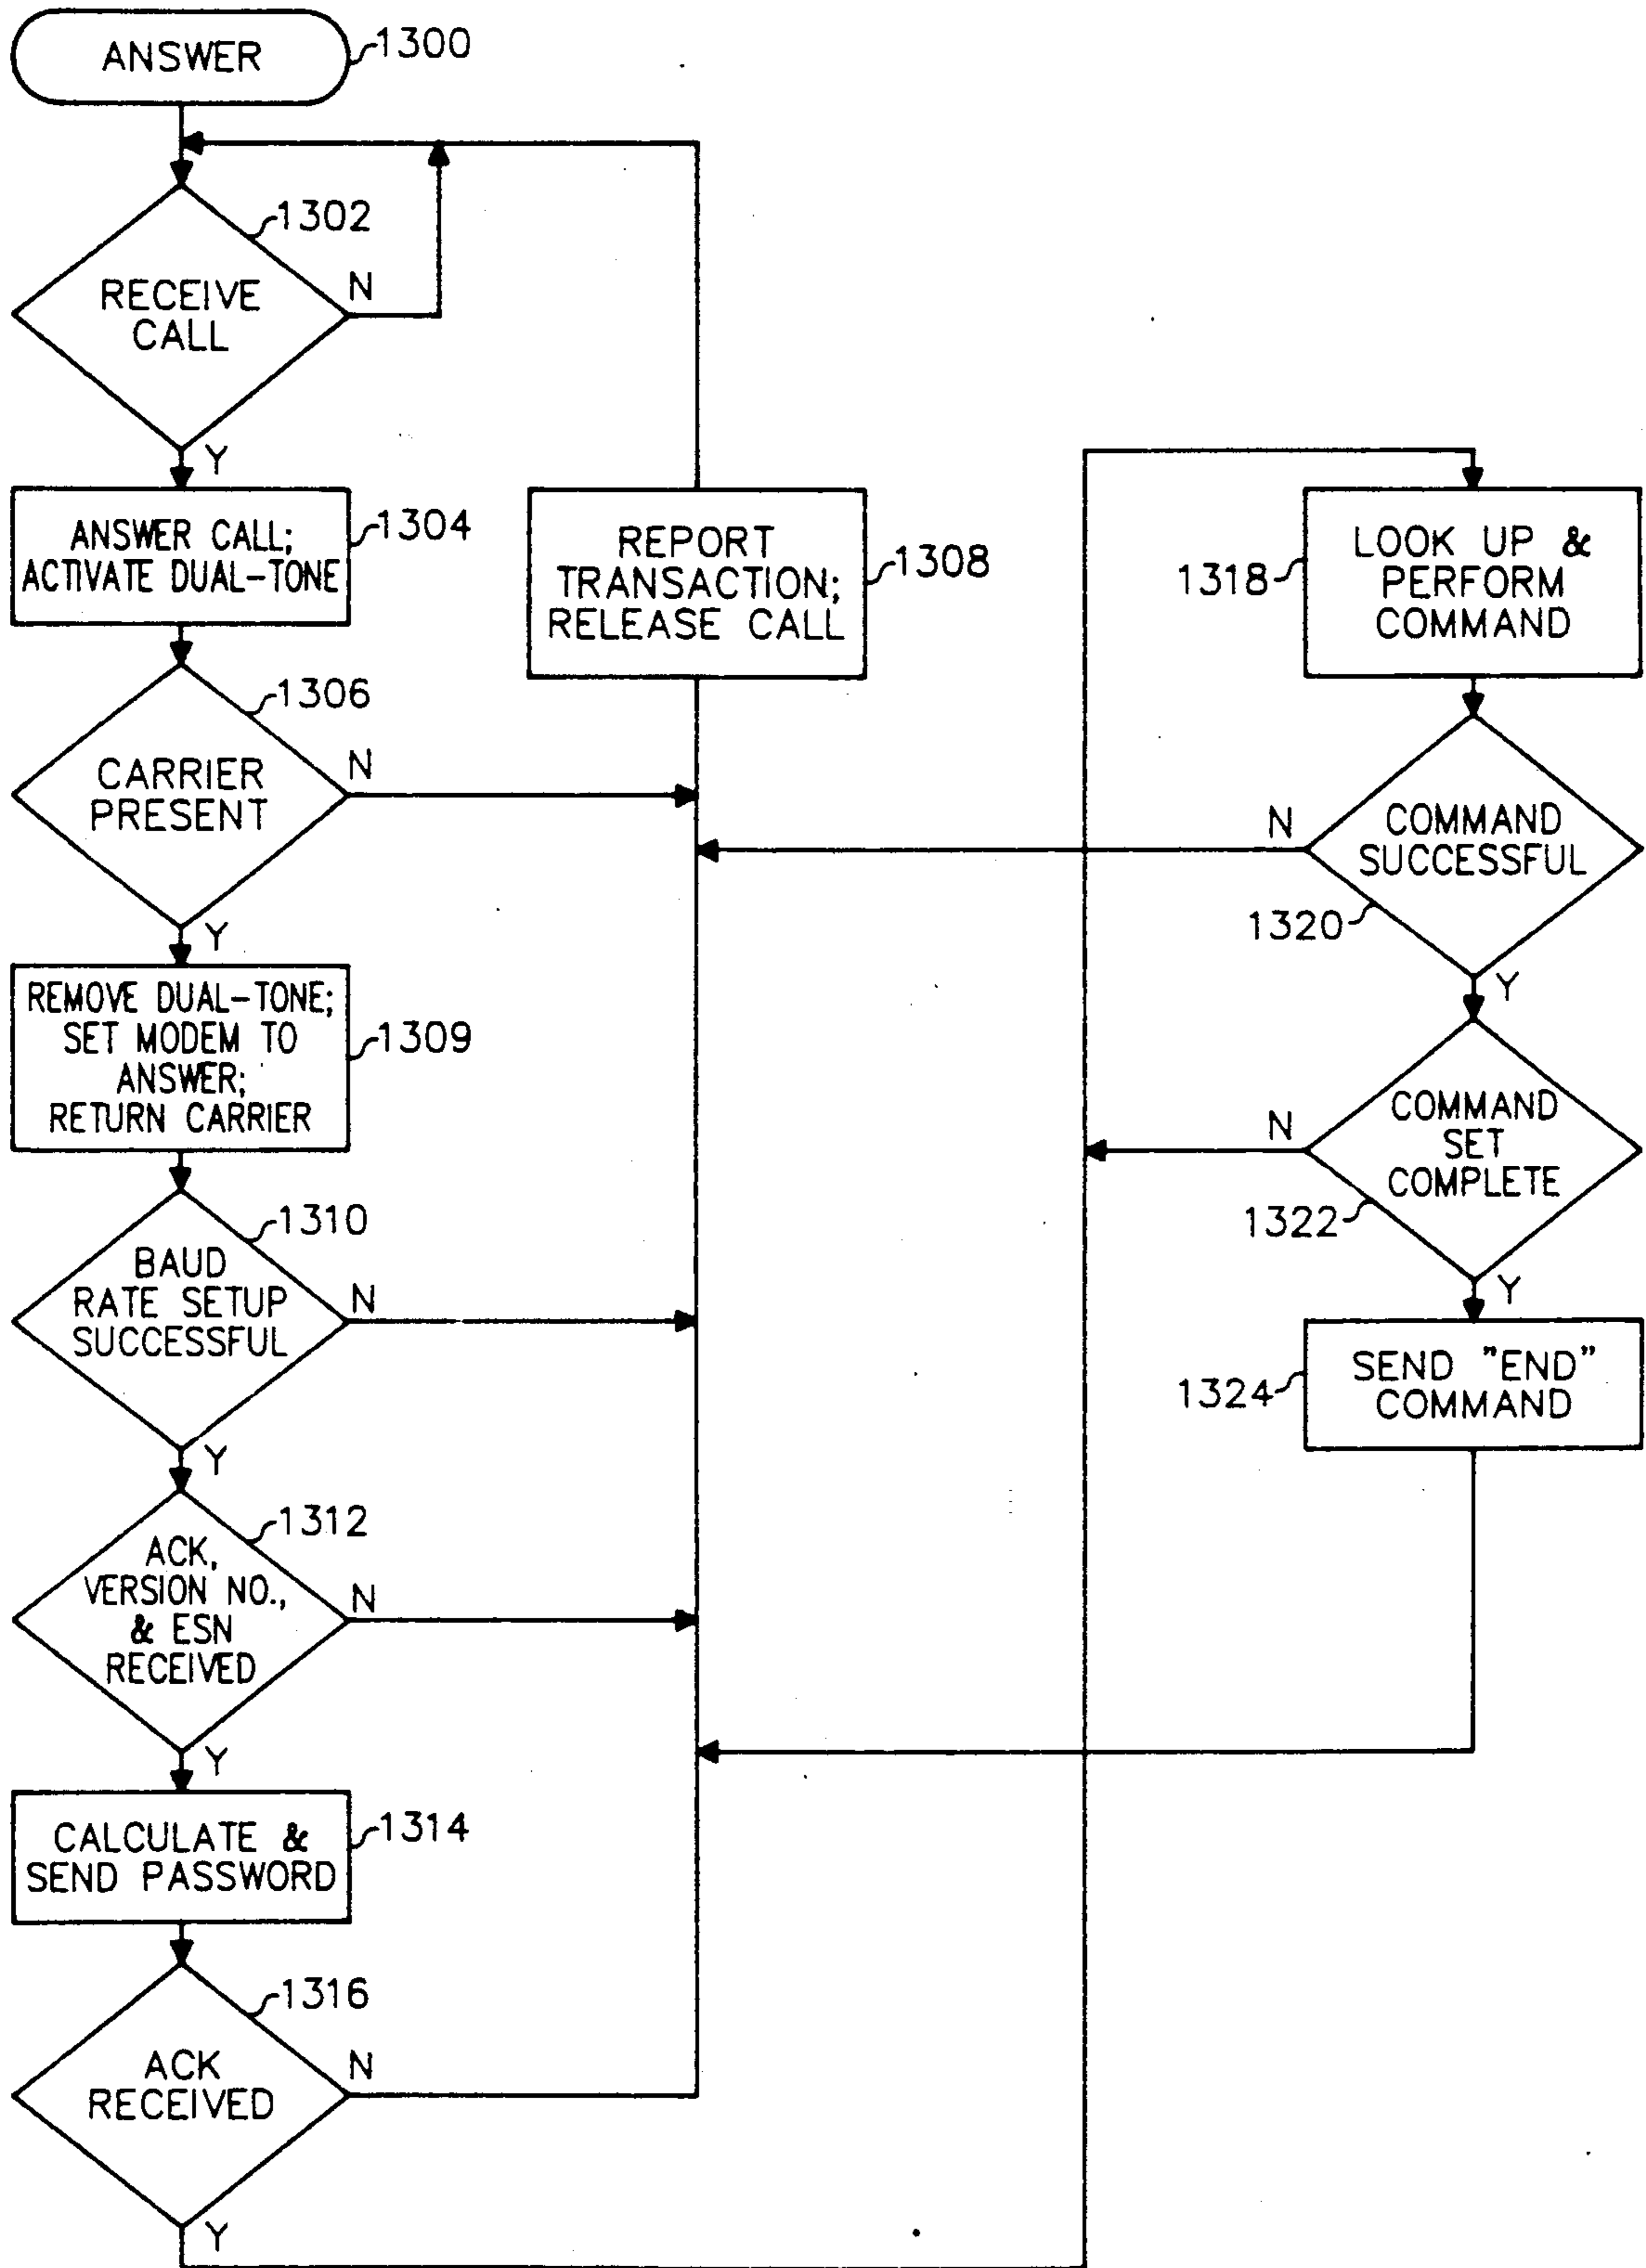 ANSWER
1300
1302
RECEIVE
CALL
N
Y
ANSWER CALL;
ACTIVATE DUAL-TONE
1304
1306
CARRIER
PRESENT
N
Y
REMOVE DUAL-TONE;
SET MODEM TO
ANSWER;
RETURN CARRIER
1309
1310
BAUD
RATE SETUP
SUCCESSFUL
N
Y
1312
ACK,
VERSION NO.,
& ESN
RECEIVED
N
Y
CALCULATE &
SEND PASSWORD
1314
1316
ACK
RECEIVED
N
Y
REPORT
TRANSACTION;
RELEASE CALL
1308
LOOK UP &
PERFORM
COMMAND
1318
COMMAND
SUCCESSFUL
N
1320
Y
COMMAND
SET
COMPLETE
N
1322
Y
SEND "END"
COMMAND
1324